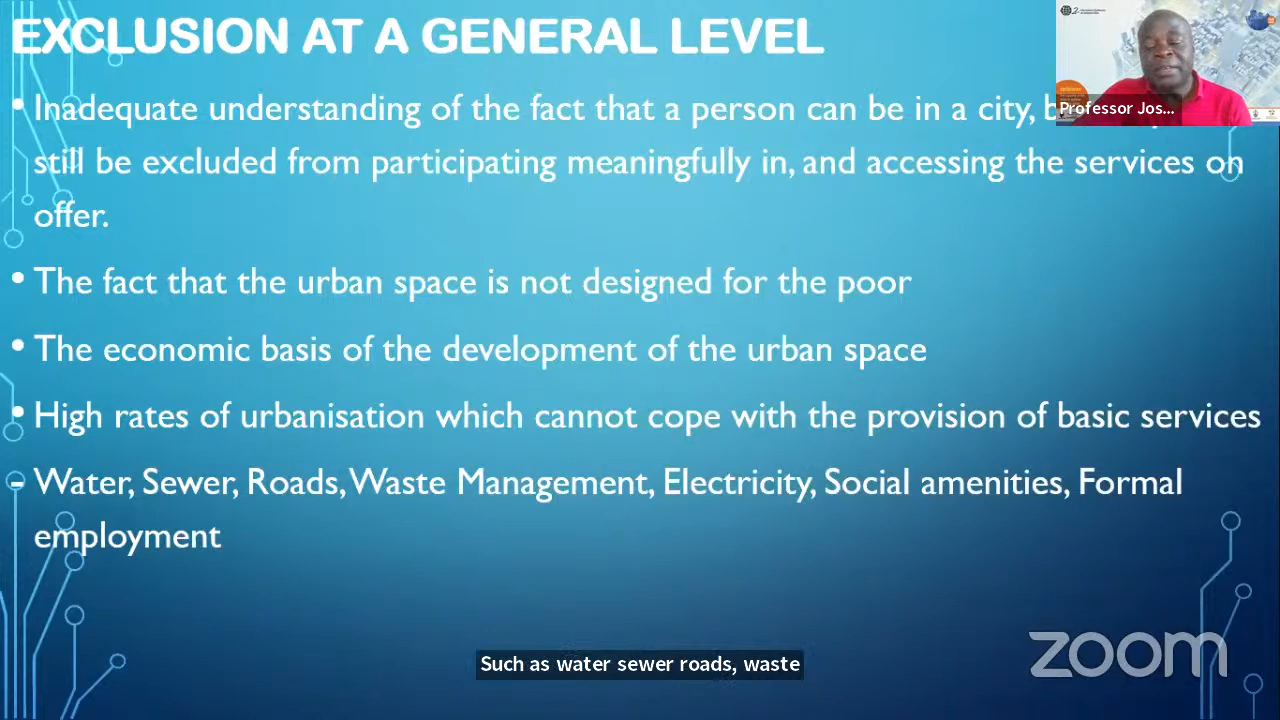 EXCLUSION AT A GENERAL LEVEL
• Inadequate understanding of the fact that a person can be in a city,
still be excluded from participating meaningfully in, and accessing the services on
offer.
• The fact that the urban space is not designed for the poor
• The economic basis of the development of the urban space
• High rates of urbanisation which cannot cope with the provision of basic services
- Water, Sewer, Roads, Waste Management, Electricity, Social amenities, Formal
employment
Professor Jos...
Such as water sewer roads, waste
zoom